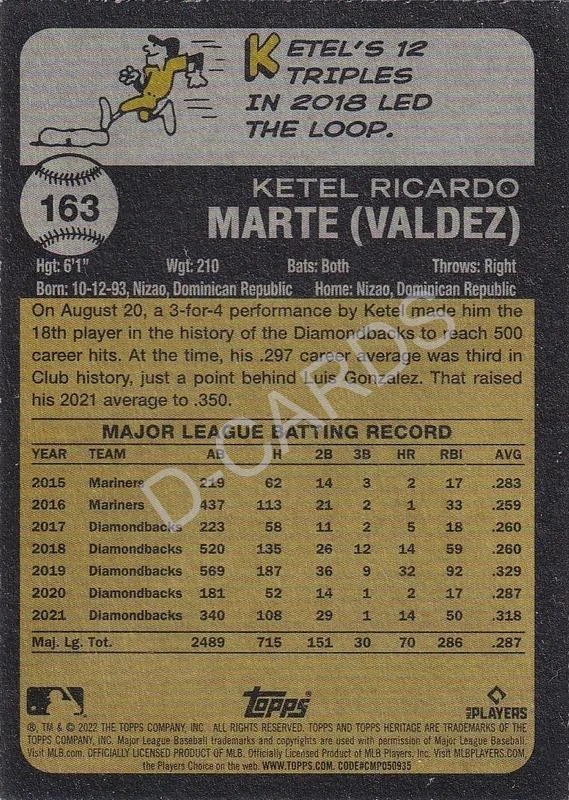 KETEL'S 12
TRIPLES
IN 2018 LED
THE LOOP.
163
KETEL RICARDO
MARTE (VALDEZ)
Hgt: 6'1" Wgt: 210 Bats: Both Throws: Right
Born: 10-12-93, Nizao, Dominican Republic Home: Nizao, Dominican Republic
On August 20, a 3-for-4 performance by Ketel made him the
18th player in the history of the Diamondbacks to reach 500
career hits. At the time, his .297 career average was third in
Club history, just a point behind Luis Gonzalez. That raised
his 2021 average to .350.
MAJOR LEAGUE BATTING RECORD
YEAR TEAM AB H 2B 3B HR RBI AVG
2015 Mariners 219 62 14 3 2 17 .283
2016 Mariners 437 113 21 2 1 33 .259
2017 Diamondbacks 223 58 11 2 5 18 .260
2018 Diamondbacks 520 135 26 12 14 59 .260
2019 Diamondbacks 569 187 36 9 32 92 .329
2020 Diamondbacks 181 52 14 1 2 17 .287
2021 Diamondbacks 340 108 29 1 14 50 .318
Maj. Lg. Tot. 2489 715 151 30 70 286 .287
D-CARDS
TOPPS
MLB PLAYERS
®, TM & © 2022 THE TOPPS COMPANY, INC. ALL RIGHTS RESERVED. TOPPS AND TOPPS HERITAGE ARE TRADEMARKS OF THE
TOPPS COMPANY, INC. Major League Baseball trademarks and copyrights are used with permission of Major League Baseball.
Visit MLB.com. OFFICIALLY LICENSED PRODUCT OF MLB. Officially Licensed Product of MLB Players, Inc. Visit MLBPLAYERS.com,
the Players Choice on the web. WWW.TOPPS.COM. CODE#CMP050935